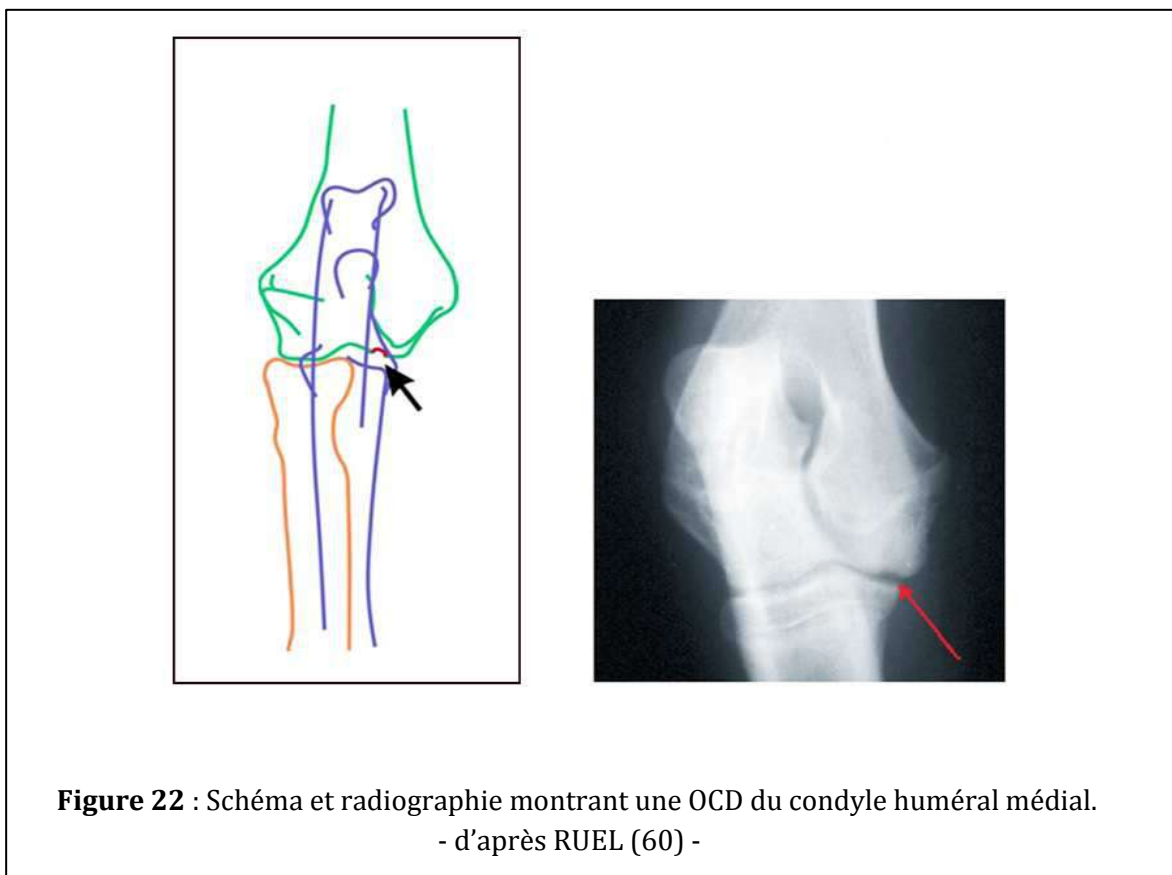 Figure 22 : Schéma et radiographie montrant une OCD du condyle huméral médial.
- d'après RUEL (60) -